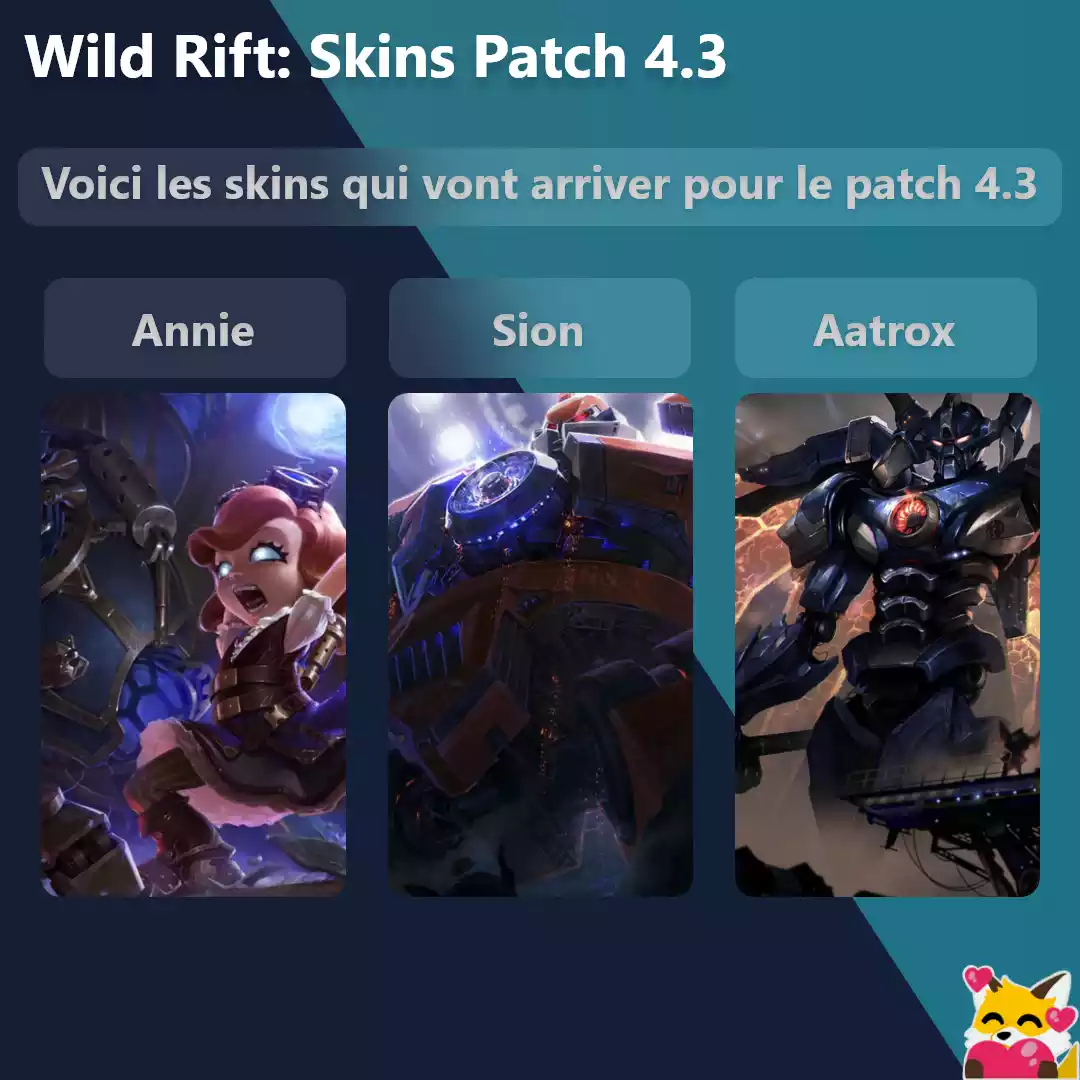 Wild Rift: Skins Patch 4.3
Voici les skins qui vont arriver pour le patch 4.3
Annie
Sion
Aatrox